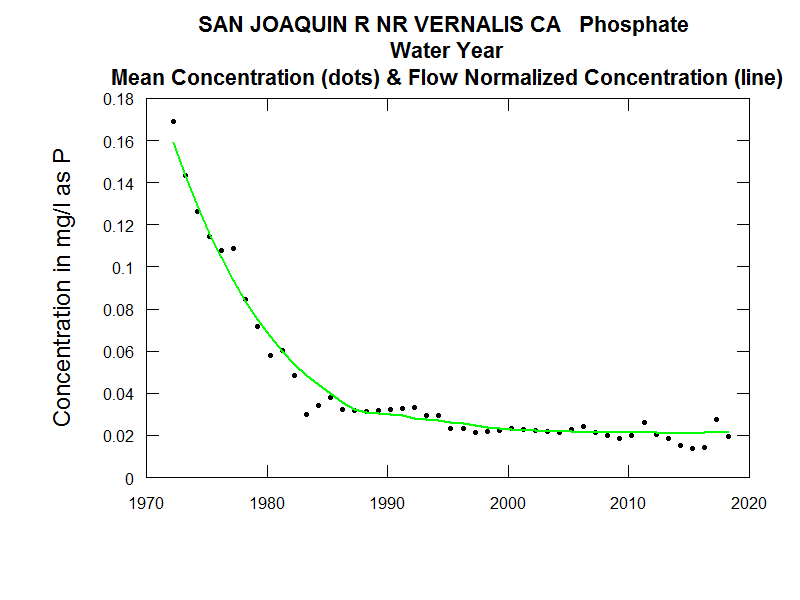 SAN JOAQUIN R NR VERNALIS CA   Phosphate
Water Year
Mean Concentration (dots) & Flow Normalized Concentration (line)
Concentration in mg/l as P
0.18
0.16
0.14
0.12
0.1
0.08
0.06
0.04
0.02
0
1970 1980 1990 2000 2010 2020